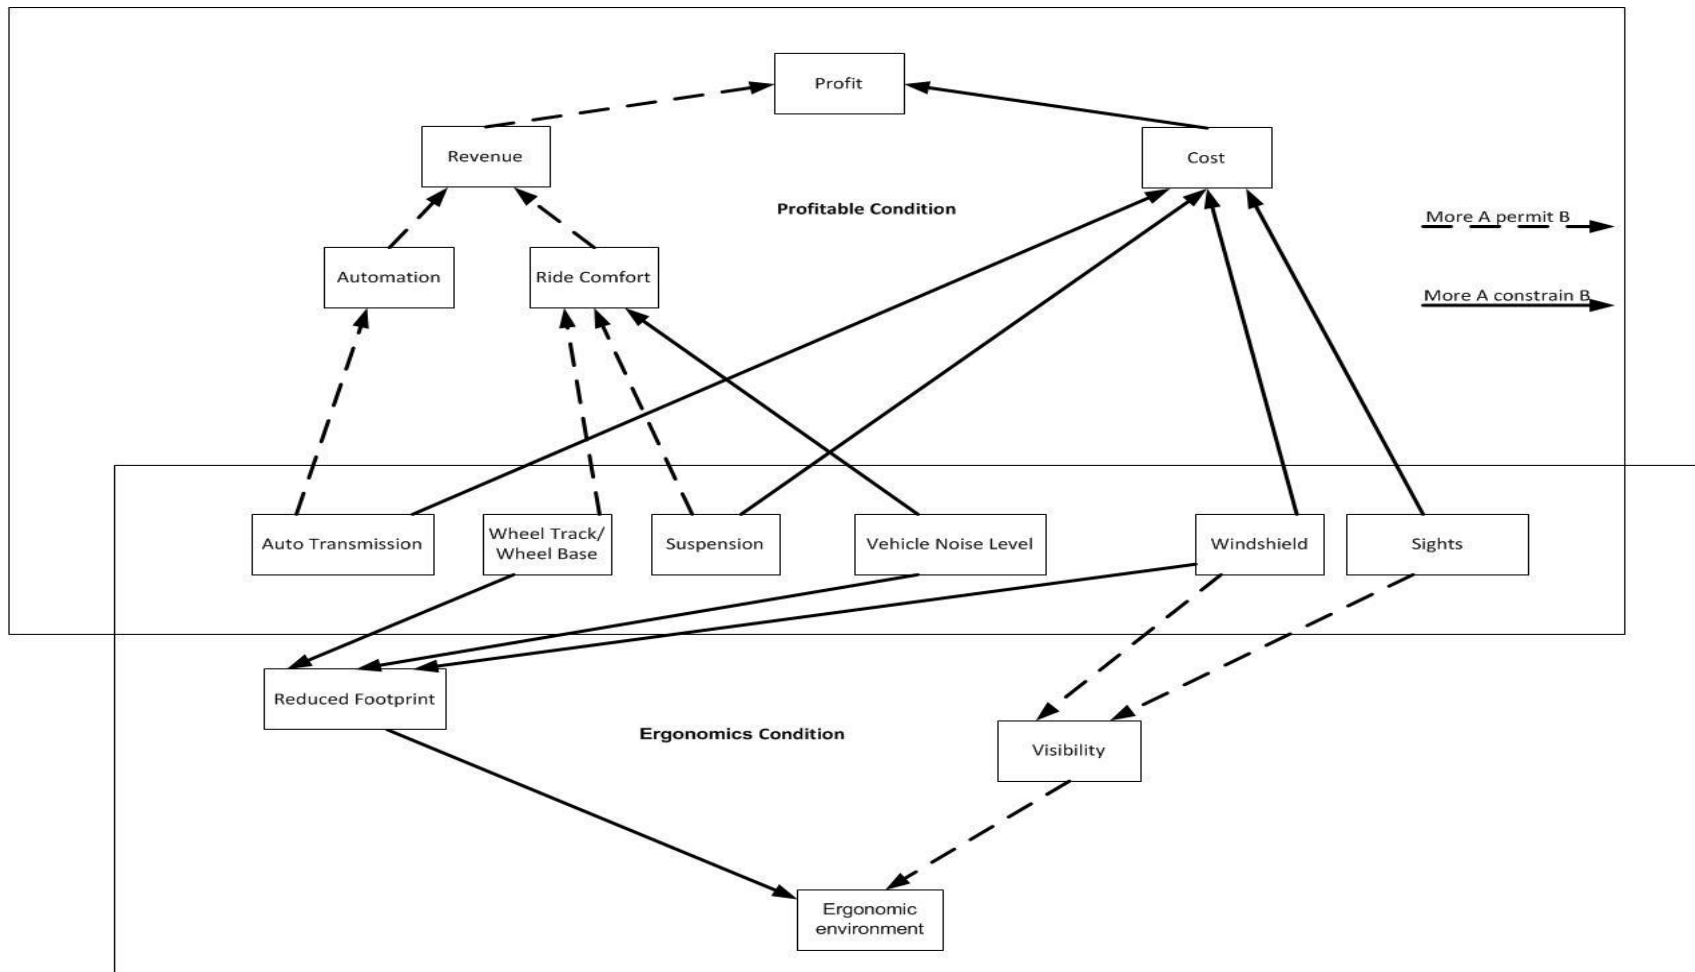 Profit
Revenue
Cost
Profitable Condition
More A permit B
Automation
Ride Comfort
More A constrain B
Auto Transmission
Wheel Track/
Wheel Base
Suspension
Vehicle Noise Level
Windshield
Sights
Reduced Footprint
Ergonomics Condition
Visibility
Ergonomic
environment